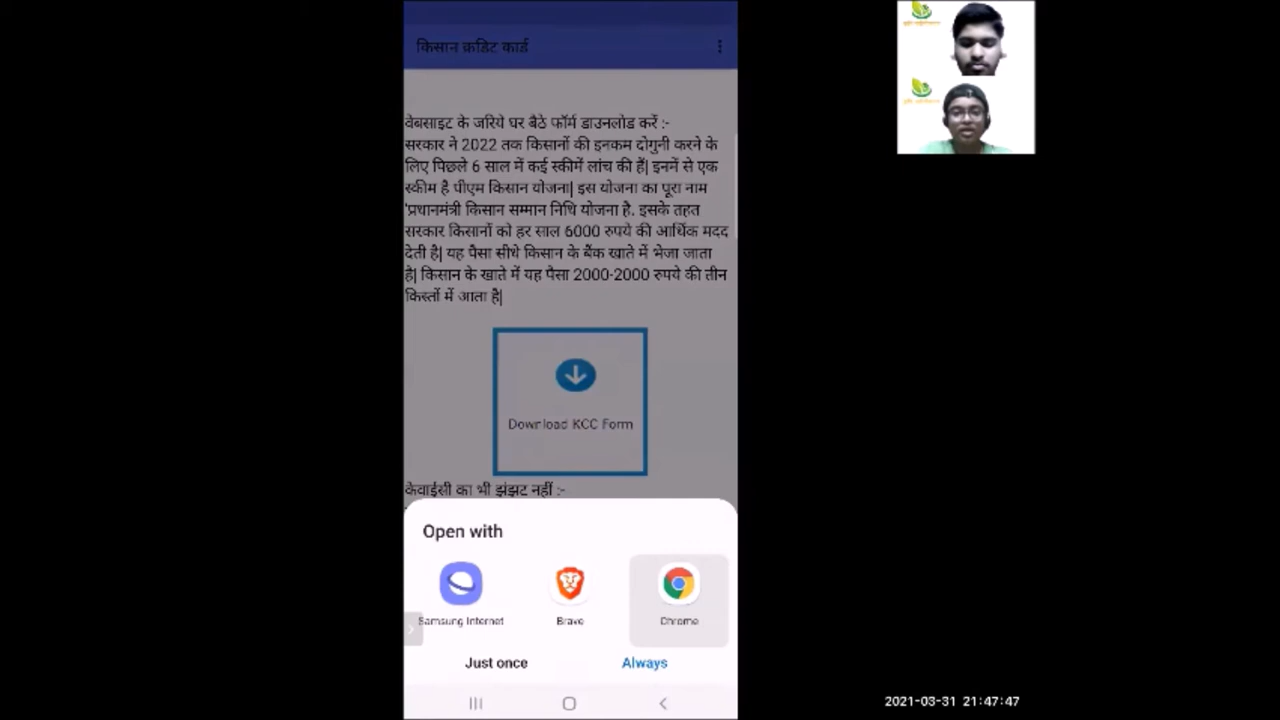 किसान क्रडिट कार्ड
वेबसाइट के जरिये घर बैठे फॉर्म डाउनलोड करें :-
सरकार ने 2022 तक किसानों की इनकम दोगुनी करने के
लिए पिछले 6 साल में कई स्कीमें लांच की हैं| इनमें से एक
स्कीम है पीएम किसान योजना| इस योजना का पूरा नाम
'प्रधानमंत्री किसान सम्मान निधि योजना है. इसके तहत
सरकार किसानों को हर साल 6000 रुपये की आर्थिक मदद
देती है| यह पैसा सीधे किसान के बैंक खाते में भेजा जाता
है| किसान के खाते में यह पैसा 2000-2000 रुपये की तीन
किस्तों में आता है|
Download KCC Form
केवाईसी का भी झंझट नहीं :-
Open with
Samsung Internet
Brave
Chrome
Just once
Always
2021-03-31 21:47:47